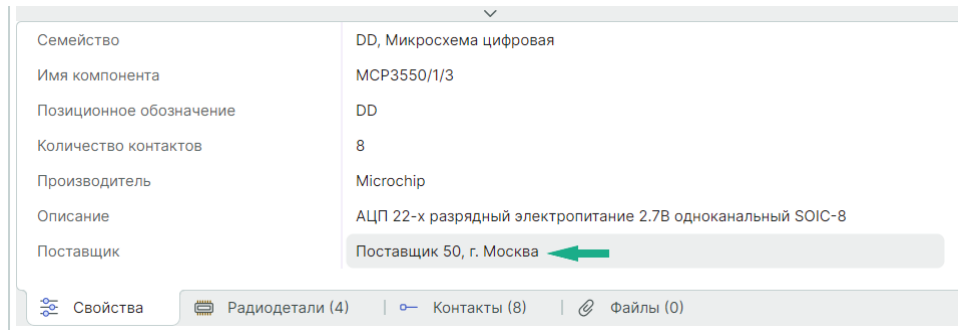 Семейство DD, Микросхема цифровая
Имя компонента MCP3550/1/3
Позиционное обозначение DD
Количество контактов 8
Производитель Microchip
Описание АЦП 22-х разрядный электропитание 2.7В одноканальный SOIC-8
Поставщик Поставщик 50, г. Москва
Свойства Радиодетали (4) Контакты (8) Файлы (0)